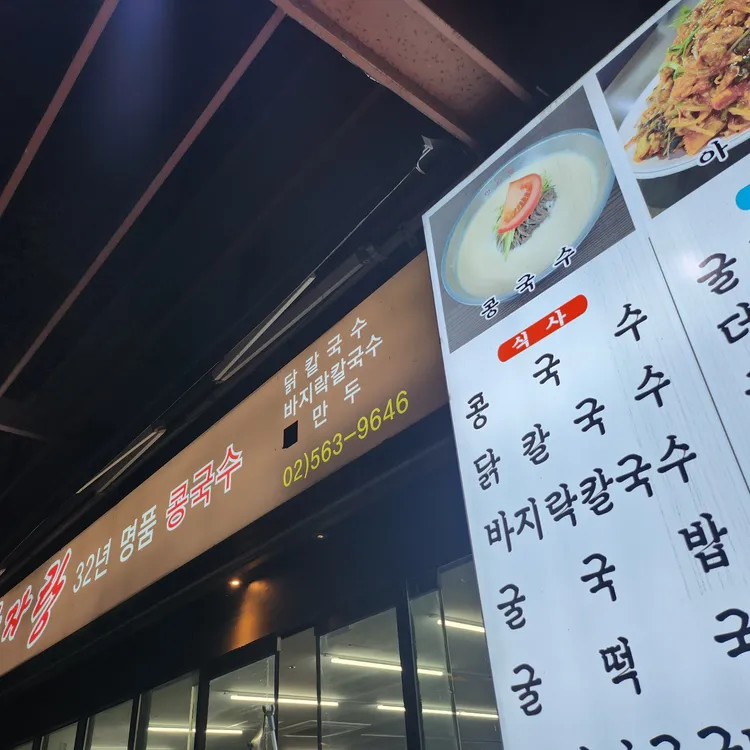 닭칼국수
바지락칼국수
만두
02)563-9646
32년 명품 콩국수
콩국수
식사
콩국수
닭칼국수
바지락칼국수
굴국밥
굴떡국
아
굴